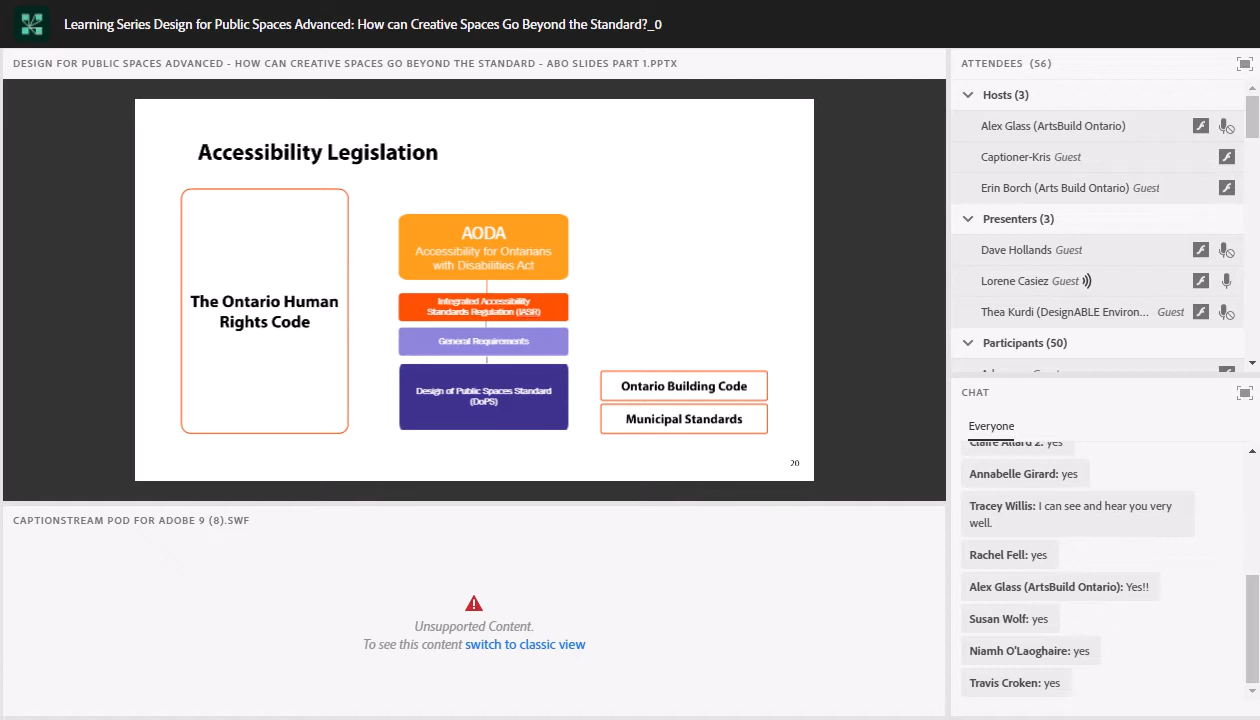 Learning Series Design for Public Spaces Advanced: How can Creative Spaces Go Beyond the Standard?_0
DESIGN FOR PUBLIC SPACES ADVANCED - HOW CAN CREATIVE SPACES GO BEYOND THE STANDARD - ABO SLIDES PART 1.PPTX
Accessibility Legislation
The Ontario Human
Rights Code
AODA
Accessibility for Ontarians
with Disabilities Act
Integrated Accessibility
Standards Regulation (IASR)
General Requirements
Design of Public Spaces Standard
(DoPS)
Ontario Building Code
Municipal Standards
20
CAPTIONSTREAM POD FOR ADOBE 9 (8).SWF
Unsupported Content.
To see this content switch to classic view
ATTENDEES (56)
Hosts (3)
Alex Glass (ArtsBuild Ontario)
Captioner-Kris Guest
Erin Borch (Arts Build Ontario) Guest
Presenters (3)
Dave Hollands Guest
Lorene Casiez Guest
Thea Kurdi (DesignABLE Environ... Guest
Participants (50)
CHAT
Everyone
Claire Allard 2: yes
Annabelle Girard: yes
Tracey Willis: I can see and hear you very
well.
Rachel Fell: yes
Alex Glass (ArtsBuild Ontario): Yes!!
Susan Wolf: yes
Niamh O'Laoghaire: yes
Travis Croken: yes